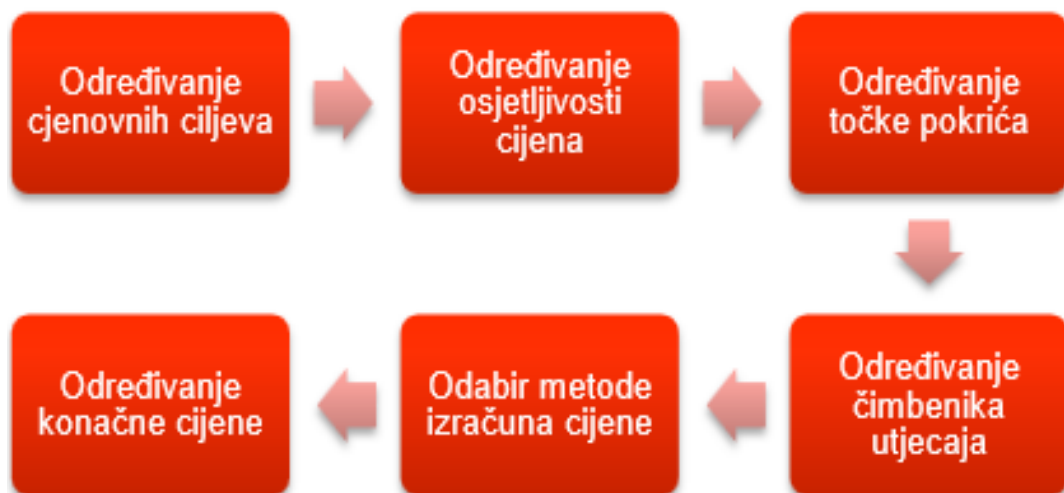 Određivanje
cjenovnih ciljeva
Određivanje
osjetljivosti
cijena
Određivanje
točke pokrića
Određivanje
čimbenika
utjecaja
Odabir metode
izračuna cijene
Određivanje
konačne cijene